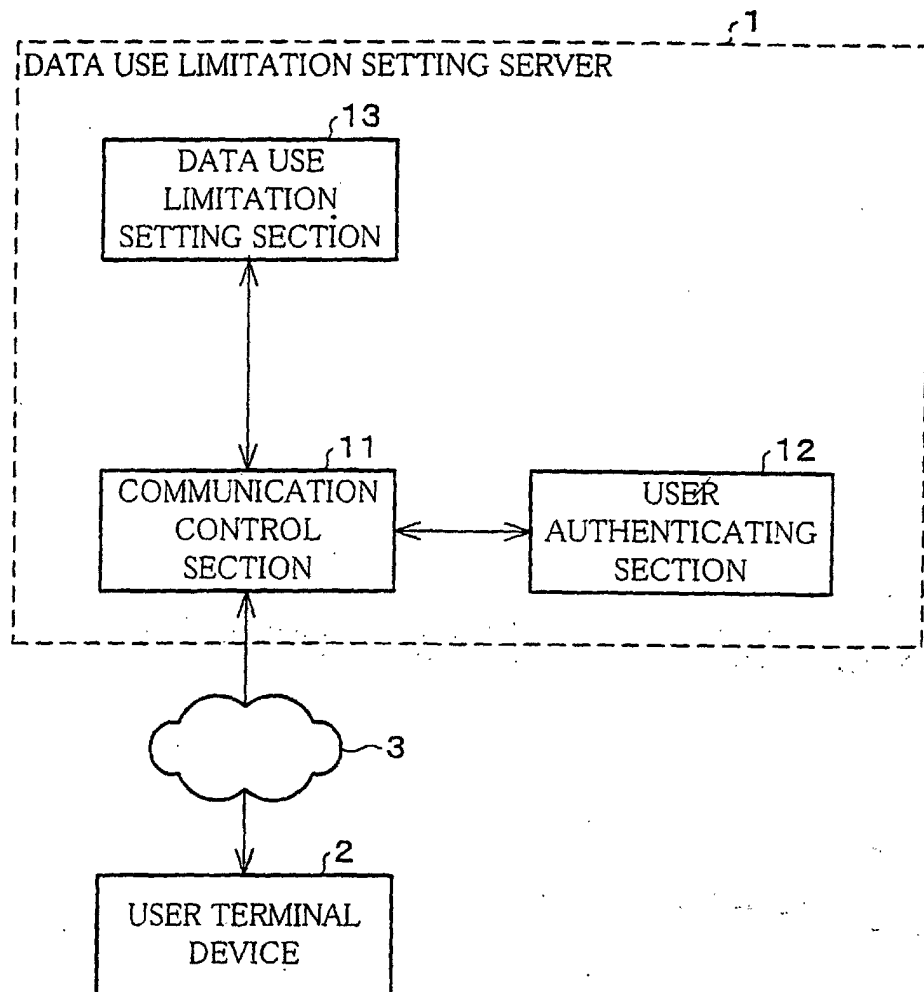 1
DATA USE LIMITATION SETTING SERVER
13
DATA USE
LIMITATION
SETTING SECTION
11
COMMUNICATION
CONTROL
SECTION
12
USER
AUTHENTICATING
SECTION
3
2
USER TERMINAL
DEVICE